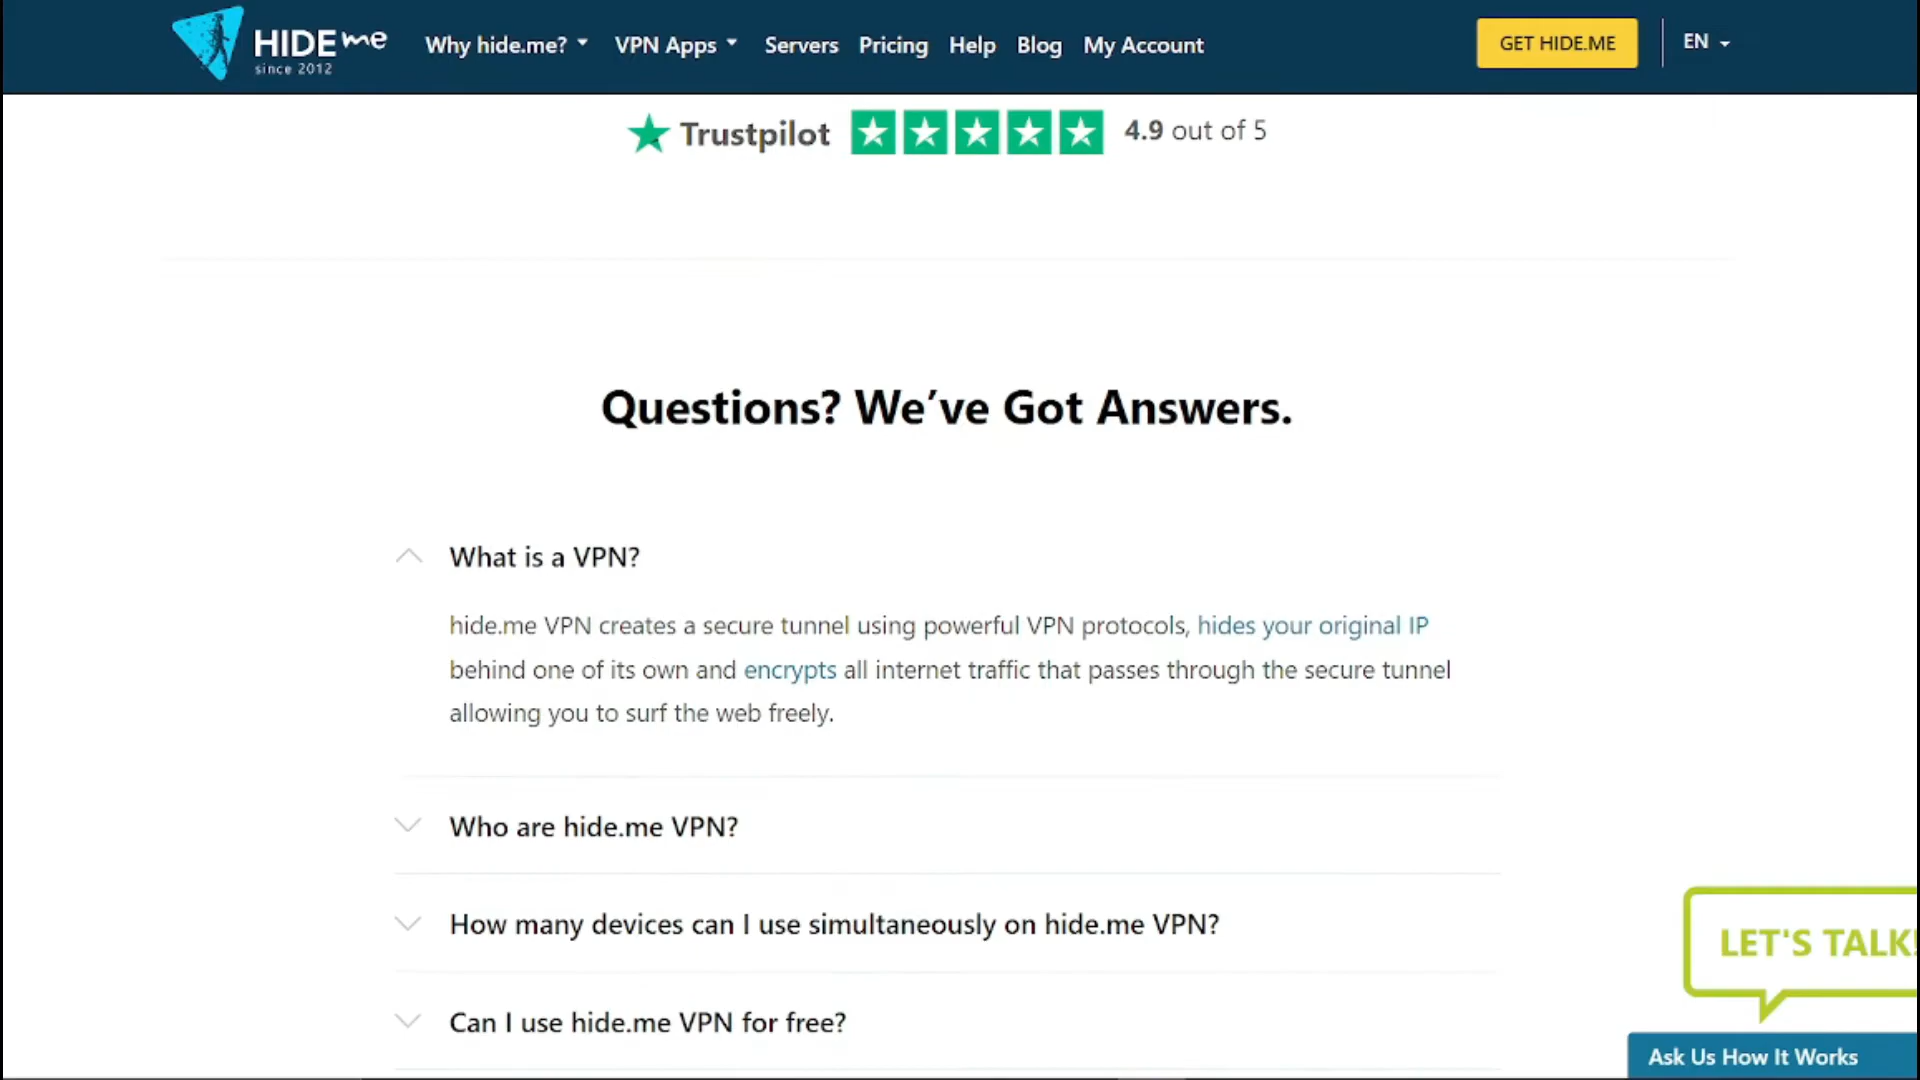 HIDE me
since 2012
Why hide.me?
VPN Apps
Servers
Pricing
Help
Blog
My Account
GET HIDE.ME
EN
Trustpilot
4.9 out of 5
Questions? We’ve Got Answers.
What is a VPN?
hide.me VPN creates a secure tunnel using powerful VPN protocols, hides your original IP
behind one of its own and encrypts all internet traffic that passes through the secure tunnel
allowing you to surf the web freely.
Who are hide.me VPN?
How many devices can I use simultaneously on hide.me VPN?
Can I use hide.me VPN for free?
LET'S TALK!
Ask Us How It Works